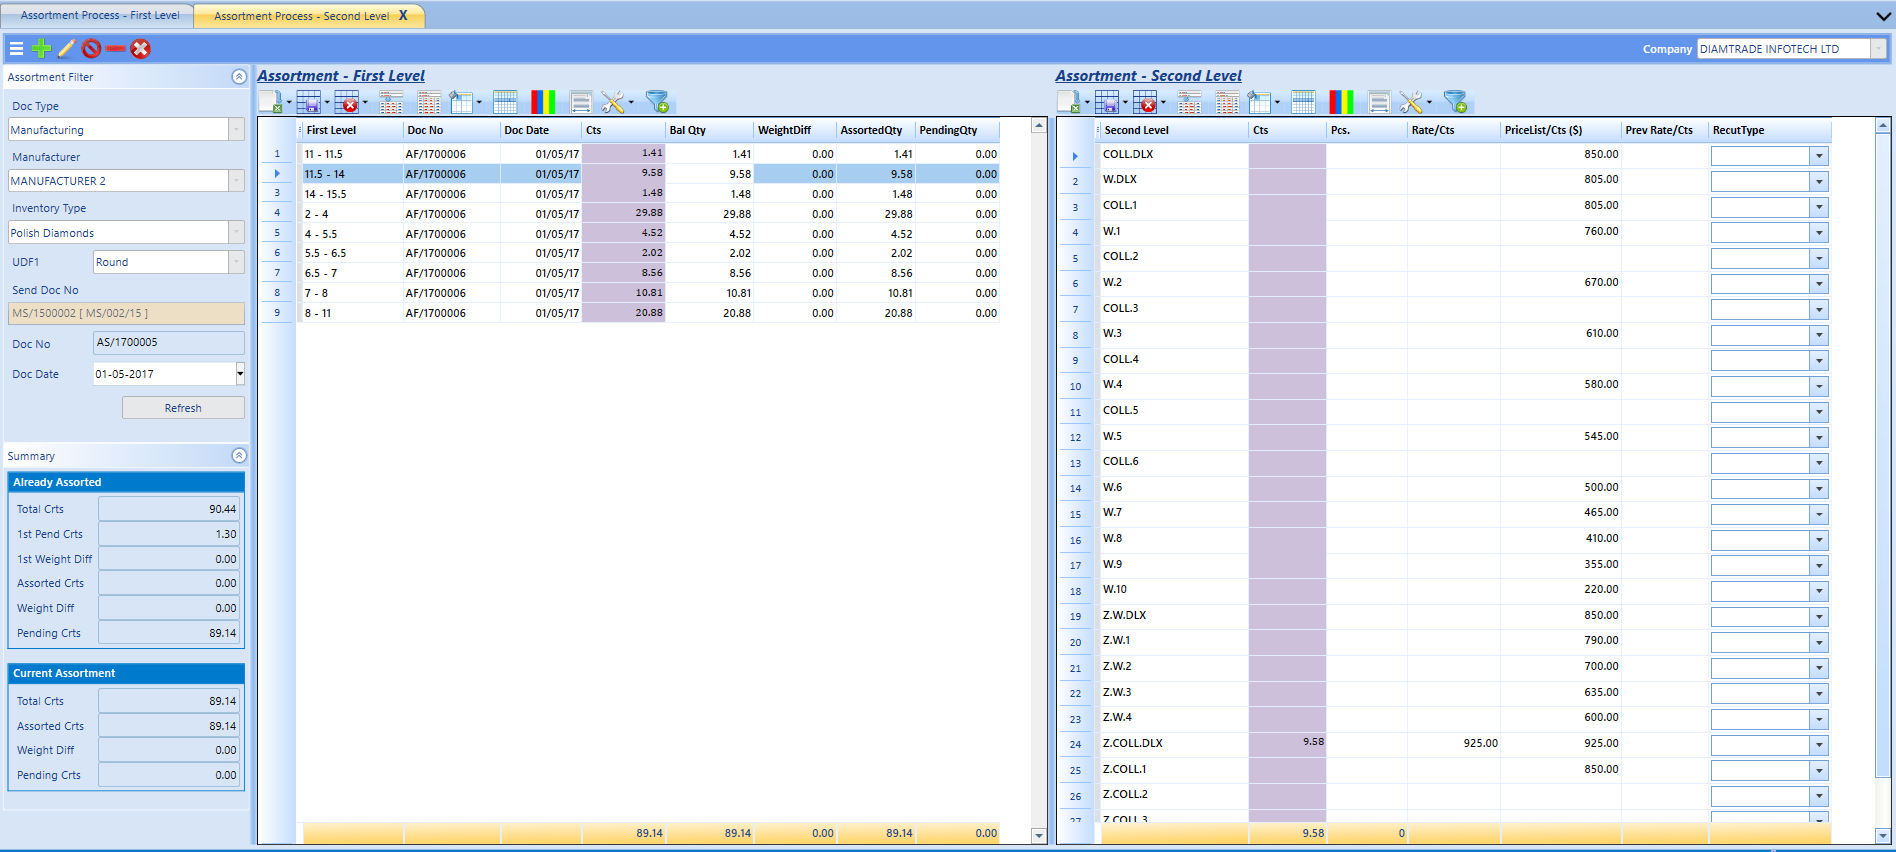 Assortment Process - First Level
Assortment Process - Second Level X
Company DIAMTRADE INFOTECH LTD
Assortment Filter
Doc Type
Manufacturing
Manufacturer
MANUFACTURER 2
Inventory Type
Polish Diamonds
UDF1 Round
Send Doc No
MS/1500002 [ MS/002/15 ]
Doc No AS/1700005
Doc Date 01-05-2017
Refresh
Summary
Already Assorted
Total Crts 90.44
1st Pend Crts 1.30
1st Weight Diff 0.00
Assorted Crts 0.00
Weight Diff 0.00
Pending Crts 89.14
Current Assortment
Total Crts 89.14
Assorted Crts 89.14
Weight Diff 0.00
Pending Crts 0.00
Assortment - First Level
First Level Doc No Doc Date Cts Bal Qty WeightDiff AssortedQty PendingQty
1 11 - 11.5 AF/1700006 01/05/17 1.41 1.41 0.00 1.41 0.00
11.5 - 14 AF/1700006 01/05/17 9.58 9.58 0.00 9.58 0.00
3 14 - 15.5 AF/1700006 01/05/17 1.48 1.48 0.00 1.48 0.00
4 2 - 4 AF/1700006 01/05/17 29.88 29.88 0.00 29.88 0.00
5 4 - 5.5 AF/1700006 01/05/17 4.52 4.52 0.00 4.52 0.00
6 5.5 - 6.5 AF/1700006 01/05/17 2.02 2.02 0.00 2.02 0.00
7 6.5 - 7 AF/1700006 01/05/17 8.56 8.56 0.00 8.56 0.00
8 7 - 8 AF/1700006 01/05/17 10.81 10.81 0.00 10.81 0.00
9 8 - 11 AF/1700006 01/05/17 20.88 20.88 0.00 20.88 0.00
89.14 89.14 0.00 89.14 0.00
Assortment - Second Level
Second Level Cts Pcs. Rate/Cts PriceList/Cts ($) Prev Rate/Cts RecutType
COLL.DLX 850.00
2 W.DLX 805.00
3 COLL.1 805.00
4 W.1 760.00
5 COLL.2
6 W.2 670.00
7 COLL.3
8 W.3 610.00
9 COLL.4
10 W.4 580.00
11 COLL.5
12 W.5 545.00
13 COLL.6
14 W.6 500.00
15 W.7 465.00
16 W.8 410.00
17 W.9 355.00
18 W.10 220.00
19 Z.W.DLX 850.00
20 Z.W.1 790.00
21 Z.W.2 700.00
22 Z.W.3 635.00
23 Z.W.4 600.00
24 Z.COLL.DLX 9.58 925.00 925.00
25 Z.COLL.1 850.00
26 Z.COLL.2
27 Z.COLL.3
9.58 0